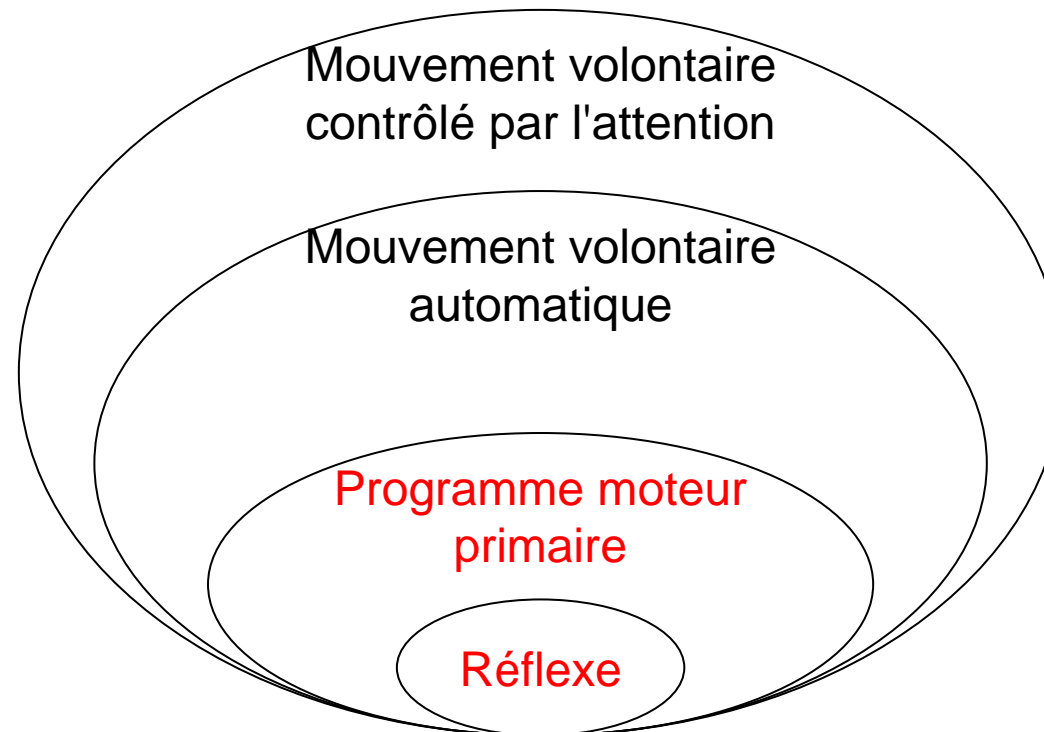 Mouvement volontaire
contrôlé par l'attention
Mouvement volontaire
automatique
Programme moteur
primaire
Réflexe